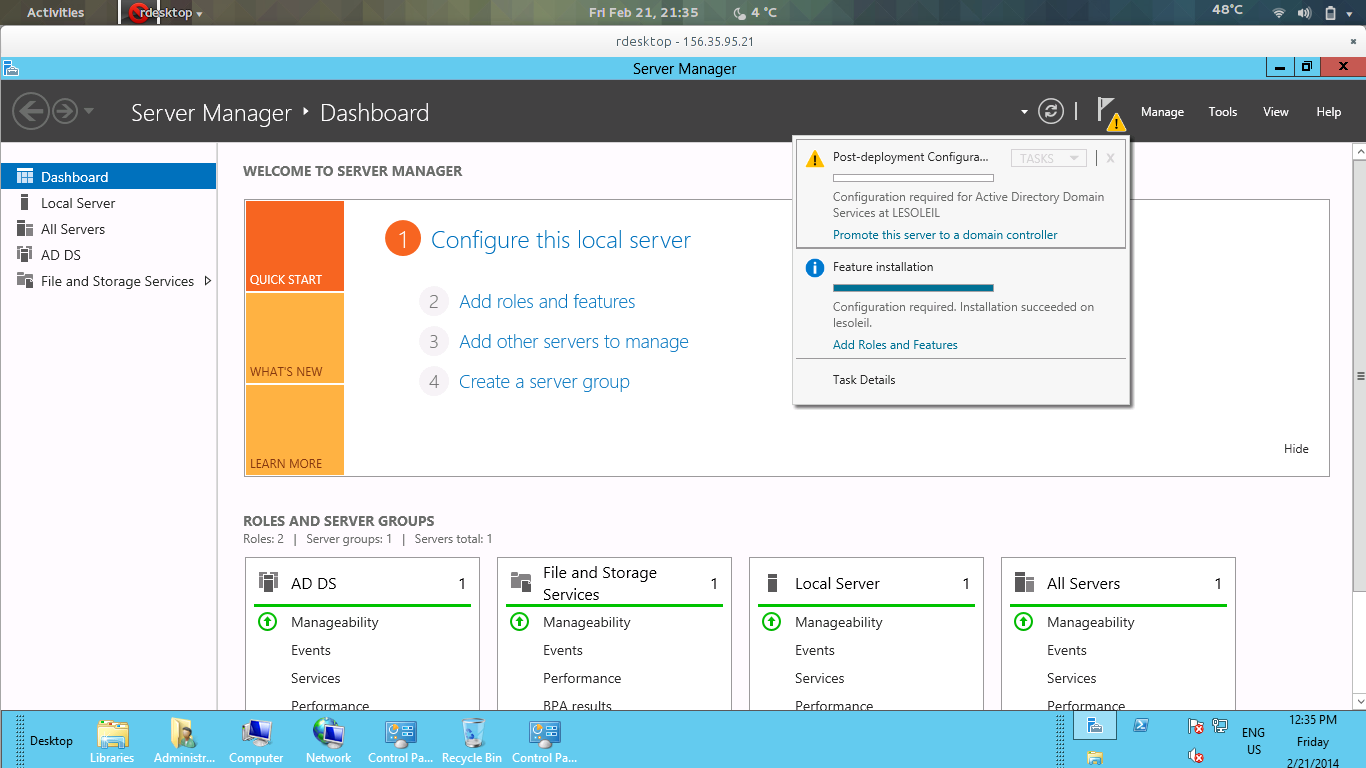 Activities
rdesktop
Fri Feb 21, 21:35
4 °C
48°C
rdesktop - 156.35.95.21
Server Manager
Server Manager Dashboard
Manage Tools View Help
Dashboard
Local Server
All Servers
AD DS
File and Storage Services
WELCOME TO SERVER MANAGER
QUICK START
WHAT'S NEW
LEARN MORE
1 Configure this local server
2 Add roles and features
3 Add other servers to manage
4 Create a server group
Hide
Post-deployment Configura...
TASKS
X
Configuration required for Active Directory Domain
Services at LESOLEIL
Promote this server to a domain controller
Feature installation
Configuration required. Installation succeeded on
lesoleil.
Add Roles and Features
Task Details
ROLES AND SERVER GROUPS
Roles: 2 | Server groups: 1 | Servers total: 1
AD DS 1
Manageability
Events
Services
Performance
File and Storage
Services
1
Manageability
Events
Performance
BPA results
Local Server 1
Manageability
Events
Services
Performance
All Servers 1
Manageability
Events
Services
Performance
Desktop
Libraries
Administr...
Computer
Network
Control Pa...
Recycle Bin
Control Pa...
ENG
US
12:35 PM
Friday
2/21/2014